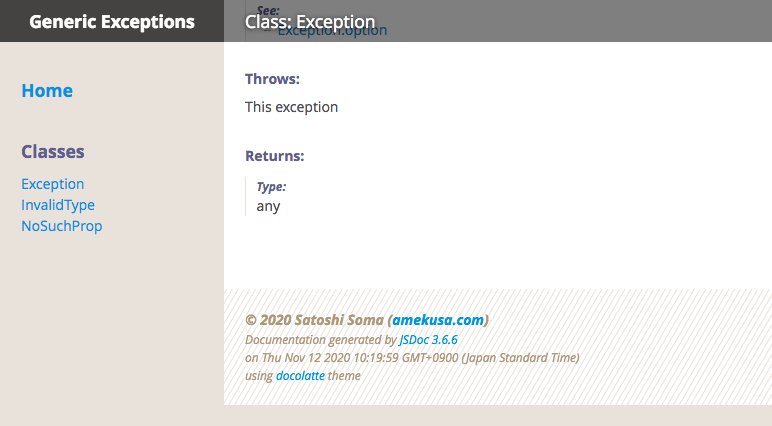 Generic Exceptions
Home
Classes
Exception
InvalidType
NoSuchProp
Class: Exception
See:
Exception.option
Throws:
This exception
Returns:
Type:
any
© 2020 Satoshi Soma (amekusa.com)
Documentation generated by JSDoc 3.6.6
on Thu Nov 12 2020 10:19:59 GMT+0900 (Japan Standard Time)
using docolatte theme